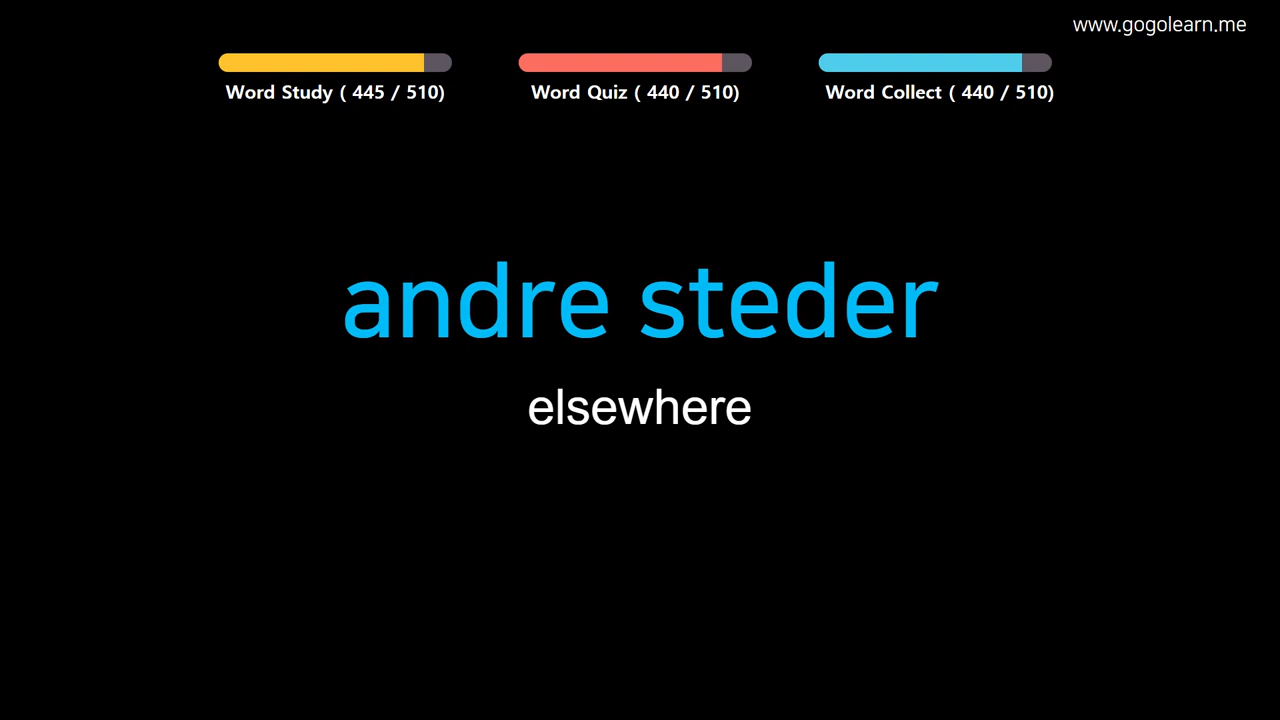 www.gogolearn.me
Word Study ( 445 / 510)
Word Quiz ( 440 / 510)
Word Collect ( 440 / 510)
andre steder
elsewhere